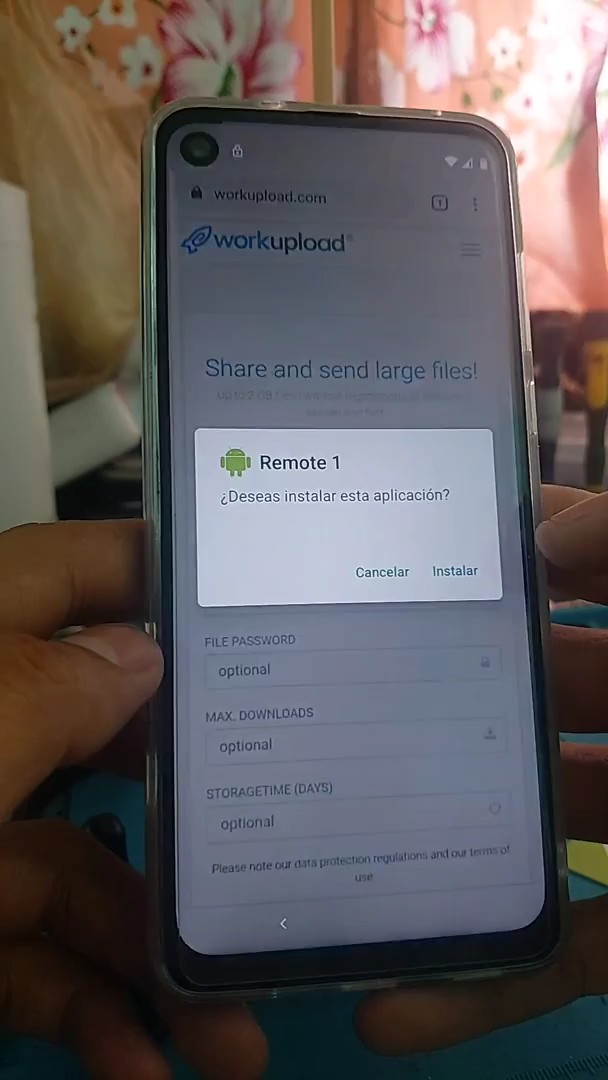 workupload.com
1
workupload
Share and send large files!
Remote 1
¿Deseas instalar esta aplicación?
Cancelar Instalar
FILE PASSWORD
optional
MAX. DOWNLOADS
optional
STORAGETIME (DAYS)
optional
Please note our data protection regulations and our terms of
use